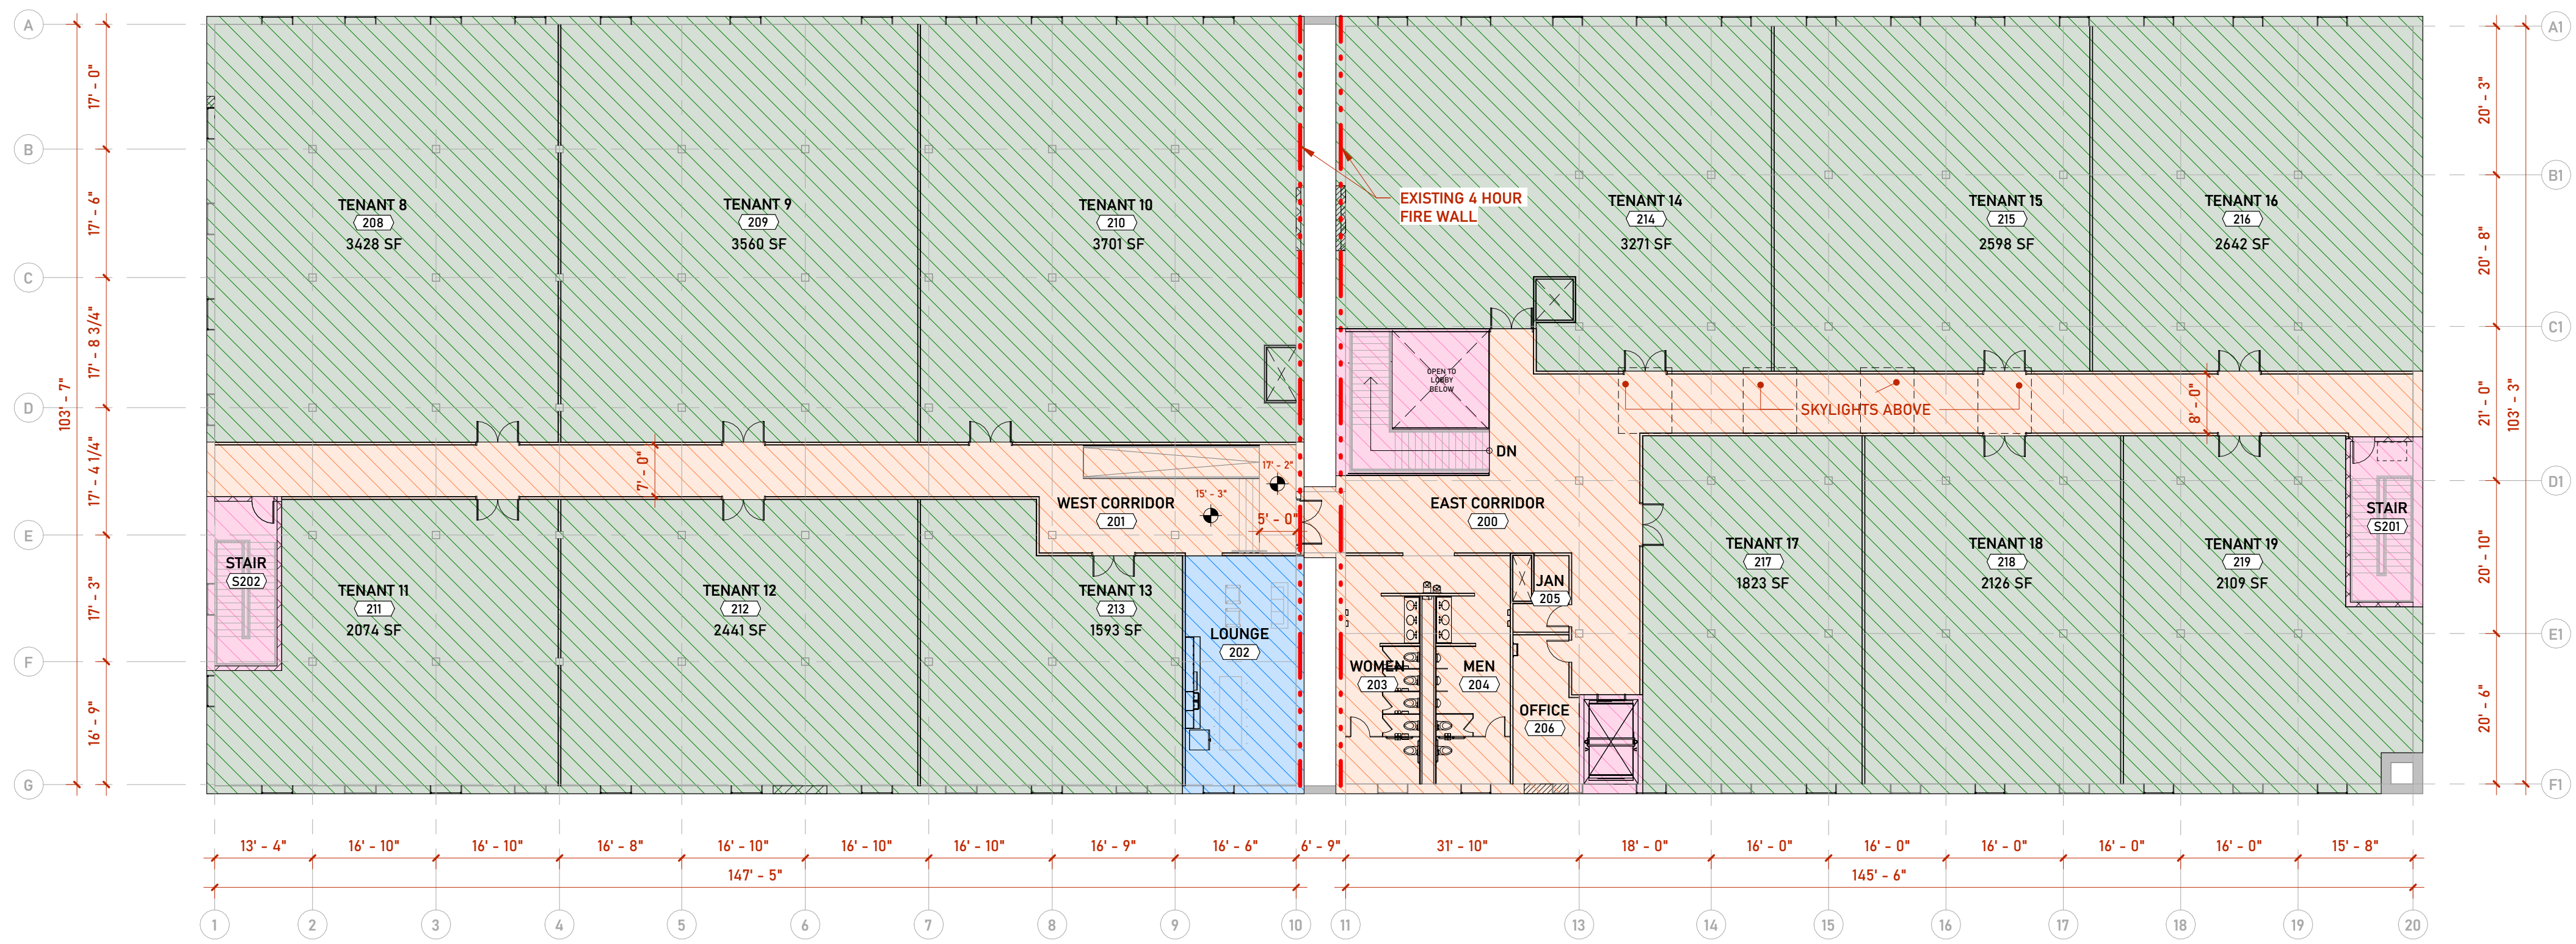 A
B
C
D
E
F
G
103' - 7"
17' - 0"
17' - 6"
17' - 8 3/4"
17' - 4 1/4"
17' - 3"
16' - 9"
TENANT 8
208
3428 SF
TENANT 9
209
3560 SF
TENANT 10
210
3701 SF
EXISTING 4 HOUR
FIRE WALL
TENANT 14
214
3271 SF
TENANT 15
215
2598 SF
TENANT 16
216
2642 SF
OPEN TO
LOBBY
BELOW
SKYLIGHTS ABOVE
8' - 0"
DN
7' - 0"
17' - 2"
15' - 3"
5' - 0"
WEST CORRIDOR
201
EAST CORRIDOR
200
STAIR
S202
STAIR
S201
TENANT 11
211
2074 SF
TENANT 12
212
2441 SF
TENANT 13
213
1593 SF
LOUNGE
202
WOMEN
203
MEN
204
JAN
205
OFFICE
206
TENANT 17
217
1823 SF
TENANT 18
218
2126 SF
TENANT 19
219
2109 SF
A1
B1
C1
D1
E1
F1
20' - 3"
20' - 8"
21' - 0"
20' - 10"
20' - 6"
103' - 3"
13' - 4"
16' - 10"
16' - 10"
16' - 8"
16' - 10"
16' - 10"
16' - 10"
16' - 9"
16' - 6"
6' - 9"
31' - 10"
18' - 0"
16' - 0"
16' - 0"
16' - 0"
16' - 0"
16' - 0"
15' - 8"
147' - 5"
145' - 6"
1
2
3
4
5
6
7
8
9
10
11
13
14
15
16
17
18
19
20